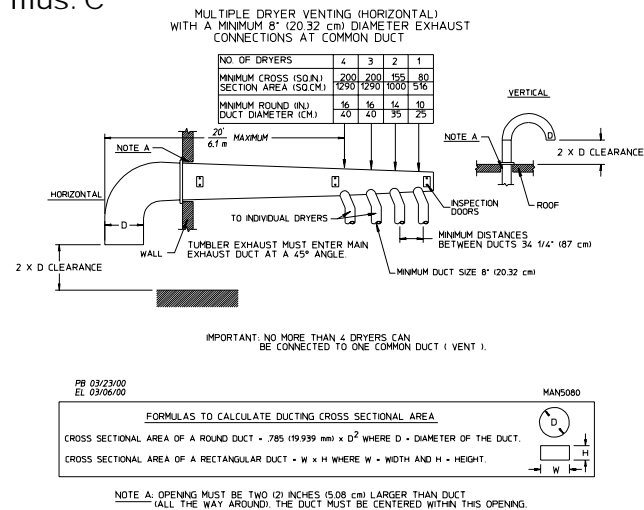 Illus. C
MULTIPLE DRYER VENTING (HORIZONTAL)
WITH A MINIMUM 8" (20.32 cm) DIAMETER EXHAUST
CONNECTIONS AT COMMON DUCT
NO. OF DRYERS 4 3 2 1
MINIMUM CROSS (SQ.IN.) 200 200 155 80
SECTION AREA (SQ.CM.) 1290 1290 1000 516
MINIMUM ROUND (IN.) 16 16 14 10
DUCT DIAMETER (CM.) 40 40 35 25
VERTICAL
NOTE A
D
2 X D CLEARANCE
ROOF
20'
6.1 m
MAXIMUM
NOTE A
HORIZONTAL
D
INSPECTION
DOORS
TO INDIVIDUAL DRYERS
WALL
TUMBLER EXHAUST MUST ENTER MAIN
EXHAUST DUCT AT A 45° ANGLE.
MINIMUM DISTANCES
BETWEEN DUCTS 34 1/4" (87 cm)
MINIMUM DUCT SIZE 8" (20.32 cm)
2 X D CLEARANCE
IMPORTANT: NO MORE THAN 4 DRYERS CAN
BE CONNECTED TO ONE COMMON DUCT ( VENT ).
PB 03/23/00
EL 03/06/00
MAN5080
FORMULAS TO CALCULATE DUCTING CROSS SECTIONAL AREA
CROSS SECTIONAL AREA OF A ROUND DUCT = .785 (19.939 mm) x D² WHERE D = DIAMETER OF THE DUCT.
CROSS SECTIONAL AREA OF A RECTANGULAR DUCT = W x H WHERE W = WIDTH AND H = HEIGHT.
D
H
W
NOTE A: OPENING MUST BE TWO (2) INCHES (5.08 cm) LARGER THAN DUCT
(ALL THE WAY AROUND). THE DUCT MUST BE CENTERED WITHIN THIS OPENING.